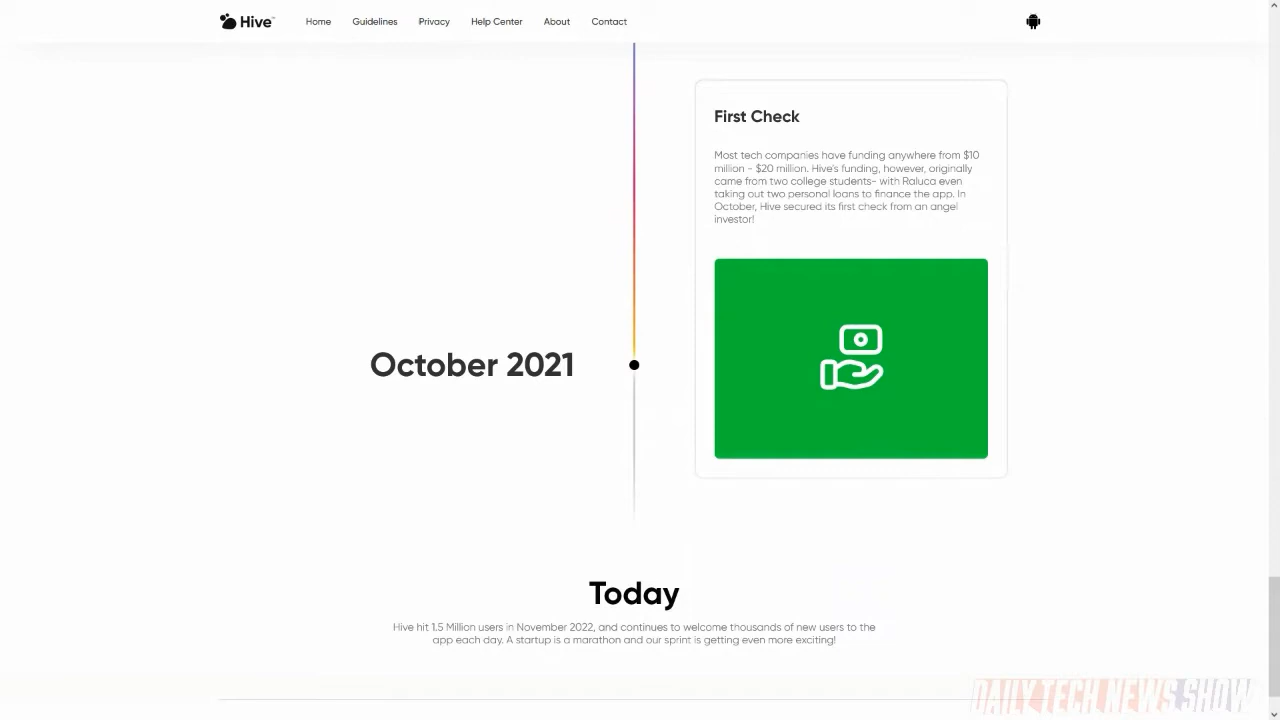 Hive™
Home Guidelines Privacy Help Center About Contact
First Check
Most tech companies have funding anywhere from $10
million - $20 million. Hive's funding, however, originally
came from two college students- with Raluca even
taking out two personal loans to finance the app. In
October, Hive secured its first check from an angel
investor!
October 2021
Today
Hive hit 1.5 Million users in November 2022, and continues to welcome thousands of new users to the
app each day. A startup is a marathon and our sprint is getting even more exciting!
DAILY TECH NEWS SHOW